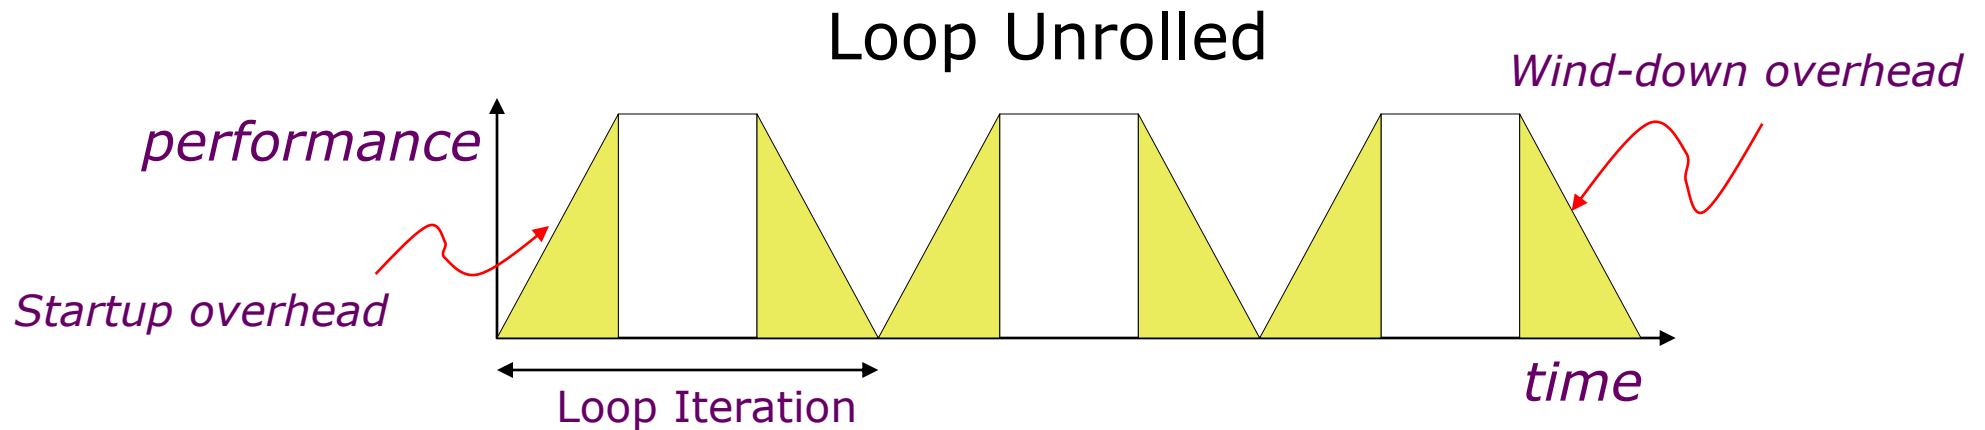 Loop Unrolled
Wind-down overhead
performance
Startup overhead
time
Loop Iteration